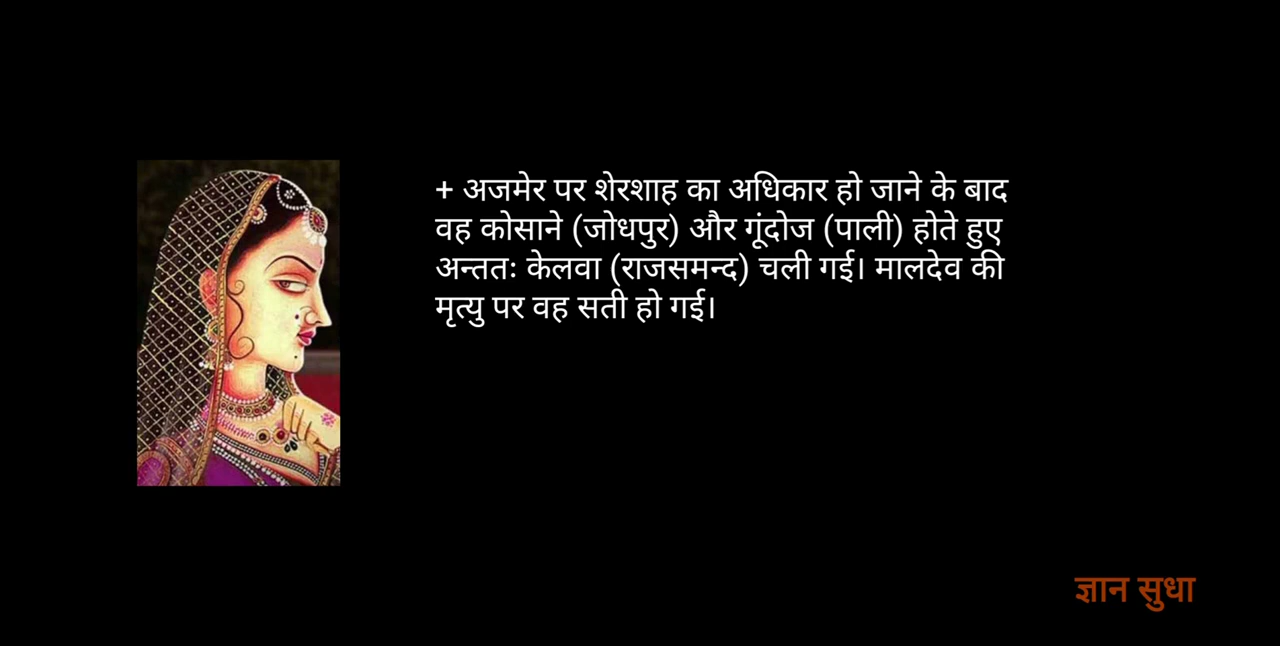 + अजमेर पर शेरशाह का अधिकार हो जाने के बाद
वह कोसाने (जोधपुर) और गूंदोज (पाली) होते हुए
अन्ततः केलवा (राजसमन्द) चली गई। मालदेव की
मृत्यु पर वह सती हो गई।
ज्ञान सुधा